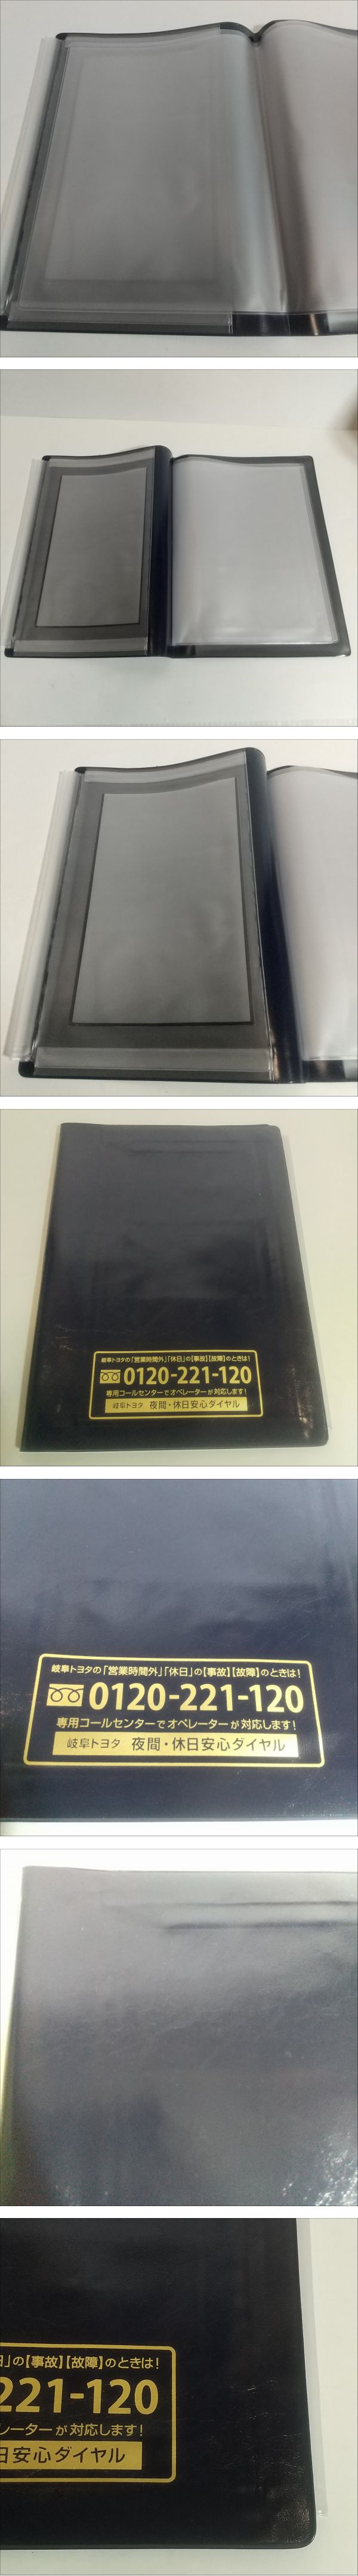 岐阜トヨタの「営業時間外」「休日」の【事故】【故障】のときは!
0120-221-120
専用コールセンターでオペレーターが対応します!
岐阜トヨタ 夜間・休日安心ダイヤル
岐阜トヨタの「営業時間外」「休日」の【事故】【故障】のときは!
0120-221-120
専用コールセンターでオペレーターが対応します!
岐阜トヨタ 夜間・休日安心ダイヤル
日」の【事故】【故障】のときは!
221-120
レーターが対応します!
日安心ダイヤル